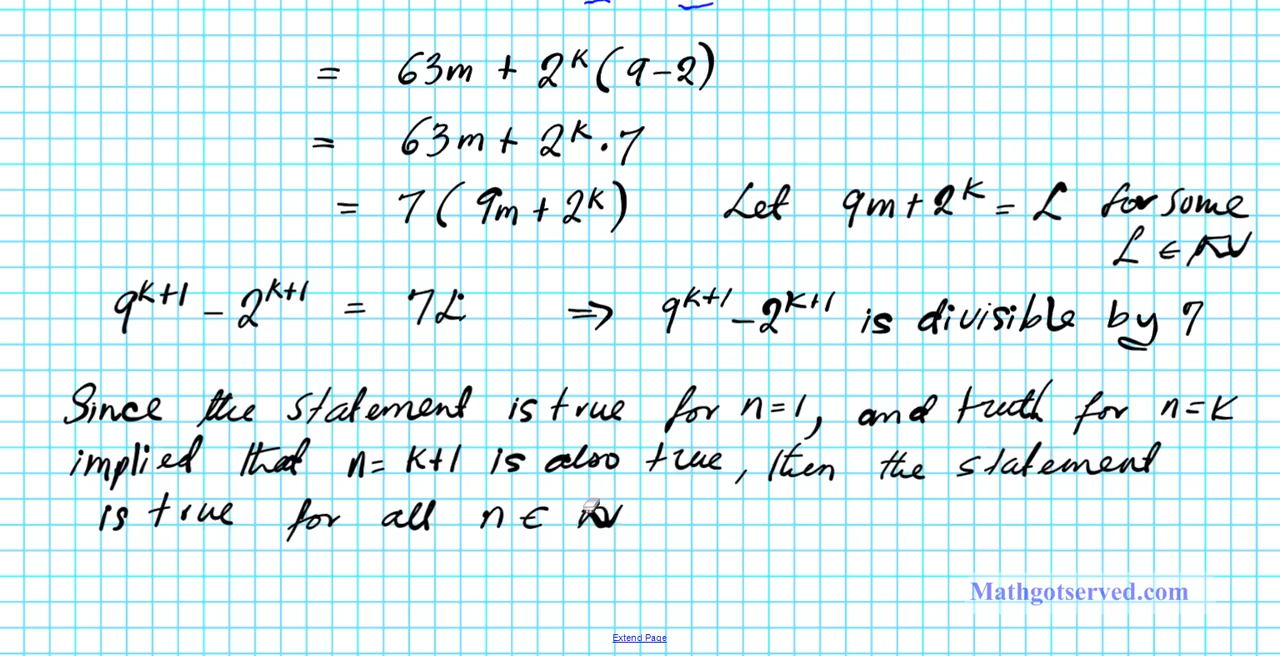 = 63m + 2^k (9-2)
= 63m + 2^k · 7
= 7 (9m + 2^k) Let 9m + 2^k = L for some
L ∈ ℕ
9^{k+1} - 2^{k+1} = 7L ⇒ 9^{k+1} - 2^{k+1} is divisible by 7
Since the statement is true for n=1, and truth for n=k
implied that n= k+1 is also true, then the statement
is true for all n ∈ ℕ
Mathgotserved.com
Extend Page